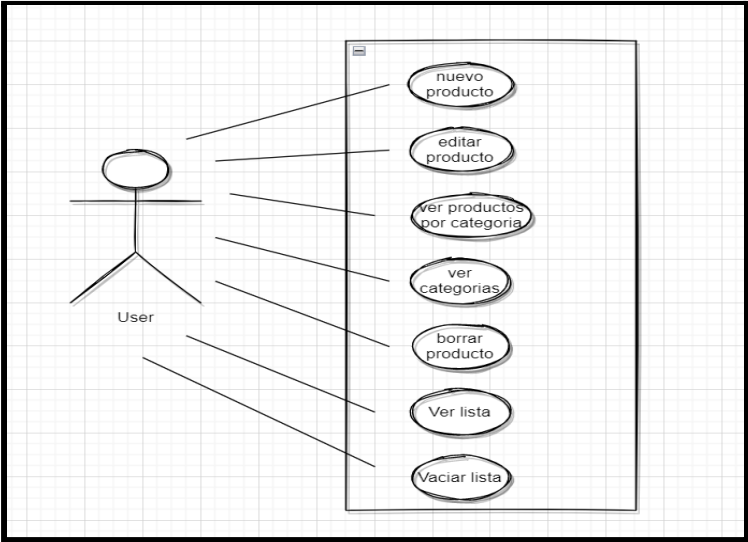 nuevo
producto
editar
producto
ver productos
por categoria
ver
categorias
User
borrar
producto
Ver lista
Vaciar lista